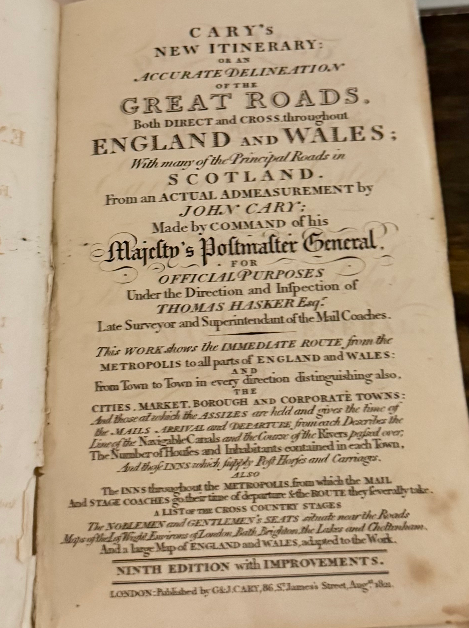 CARY's
NEW ITINERARY:
OR AN
ACCURATE DELINEATION
OF THE
GREAT ROADS,
Both DIRECT and CROSS, throughout
ENGLAND AND WALES;
With many of the Principal Roads in
SCOTLAND.
From an ACTUAL ADMEASUREMENT by
JOHN CARY:
Made by COMMAND of his
Majeſty's Poſtmaſter General,
FOR
OFFICIAL PURPOSES
Under the Direction and Inſpection of
THOMAS HASKER Esqr.
Late Surveyor and Superintendant of the Mail Coaches.
This WORK shows the IMMEDIATE ROUTE from the
METROPOLIS to all parts of ENGLAND and WALES:
AND
From Town to Town in every direction distinguishing also,
THE
CITIES, MARKET, BOROUGH AND CORPORATE TOWNS:
And those at which the ASSIZES are held and gives the time of
the MAILS, ARRIVAL and DEPARTURE, from each Describes the
Line of the Navigable Canals and the Course of the Rivers paſsed over;
The Number of Houſes and Inhabitants contained in each Town,
And thoſe INNS which ſupply Poſt Horſes and Carriages.
ALSO
The INNS throughout the METROPOLIS, from which the MAIL
And STAGE COACHES go, their time of departure & the ROUTE they ſeverally take.
A LIST OF THE CROSS COUNTRY STAGES
The NOBLEMEN and GENTLEMEN'S SEATS situate near the Roads
Maps of the I. of Wight, Environs of London, Bath, Brighton, the Lakes and Cheltenham,
And a large Map of ENGLAND and WALES, adapted to the Work.
NINTH EDITION with IMPROVEMENTS.
LONDON: Published by G & J. CARY, 86, St. James's Street, Augst 1821.